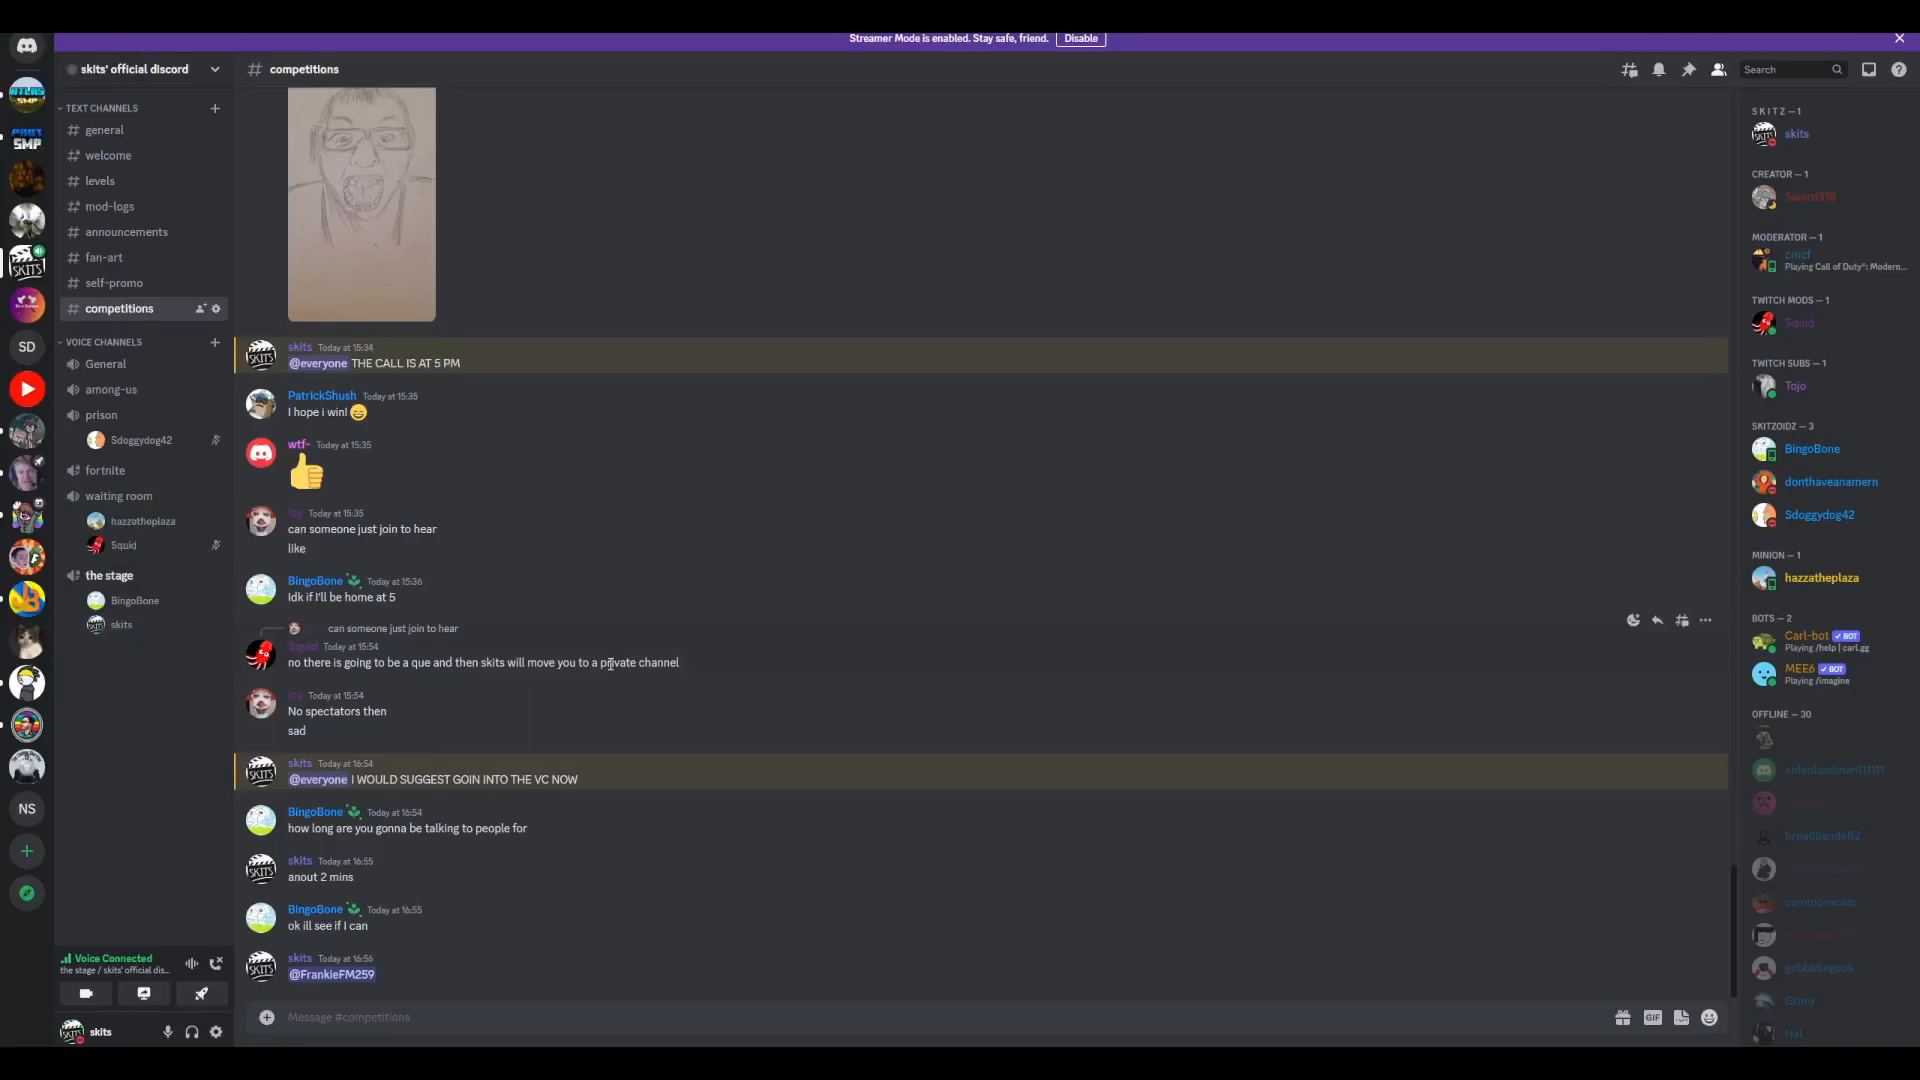 Streamer Mode is enabled. Stay safe, friend. Disable
skits' official discord
TEXT CHANNELS
general
welcome
levels
mod-logs
announcements
fan-art
self-promo
competitions
VOICE CHANNELS
General
among-us
prison
Sdoggydog42
fortnite
waiting room
hazzatheplaza
Squid
the stage
BingoBone
skits
Voice Connected
the stage / skits' official dis...
skits
SD
NS
SKITS
competitions
Search
skits Today at 15:34
@everyone THE CALL IS AT 5 PM
PatrickShush Today at 15:35
I hope i win! 😄
wtf- Today at 15:35
👍
Icy Today at 15:35
can someone just join to hear
like
BingoBone Today at 15:36
Idk if I'll be home at 5
can someone just join to hear
Squid Today at 15:54
no there is going to be a que and then skits will move you to a private channel
Icy Today at 15:54
No spectators then
sad
skits Today at 16:54
@everyone I WOULD SUGGEST GOIN INTO THE VC NOW
BingoBone Today at 16:54
how long are you gonna be talking to people for
skits Today at 16:55
anout 2 mins
BingoBone Today at 16:55
ok ill see if I can
skits Today at 16:56
@FrankieFM259
Message #competitions
GIF
S K I T Z — 1
skits
CREATOR — 1
Sword318
MODERATOR — 1
cmcf
Playing Call of Duty®: Modern...
TWITCH MODS — 1
Squid
TWITCH SUBS — 1
Tojo
SKITZOIDZ — 3
BingoBone
donthaveanamern
Sdoggydog42
MINION — 1
hazzatheplaza
BOTS — 2
Carl-bot ✓ BOT
Playing /help | carl.gg
MEE6 ✓ BOT
Playing /imagine
OFFLINE — 30
aidenlandman111111
broadbandelf2
commonvoidz
gobbldiegook
Grimy
Hal